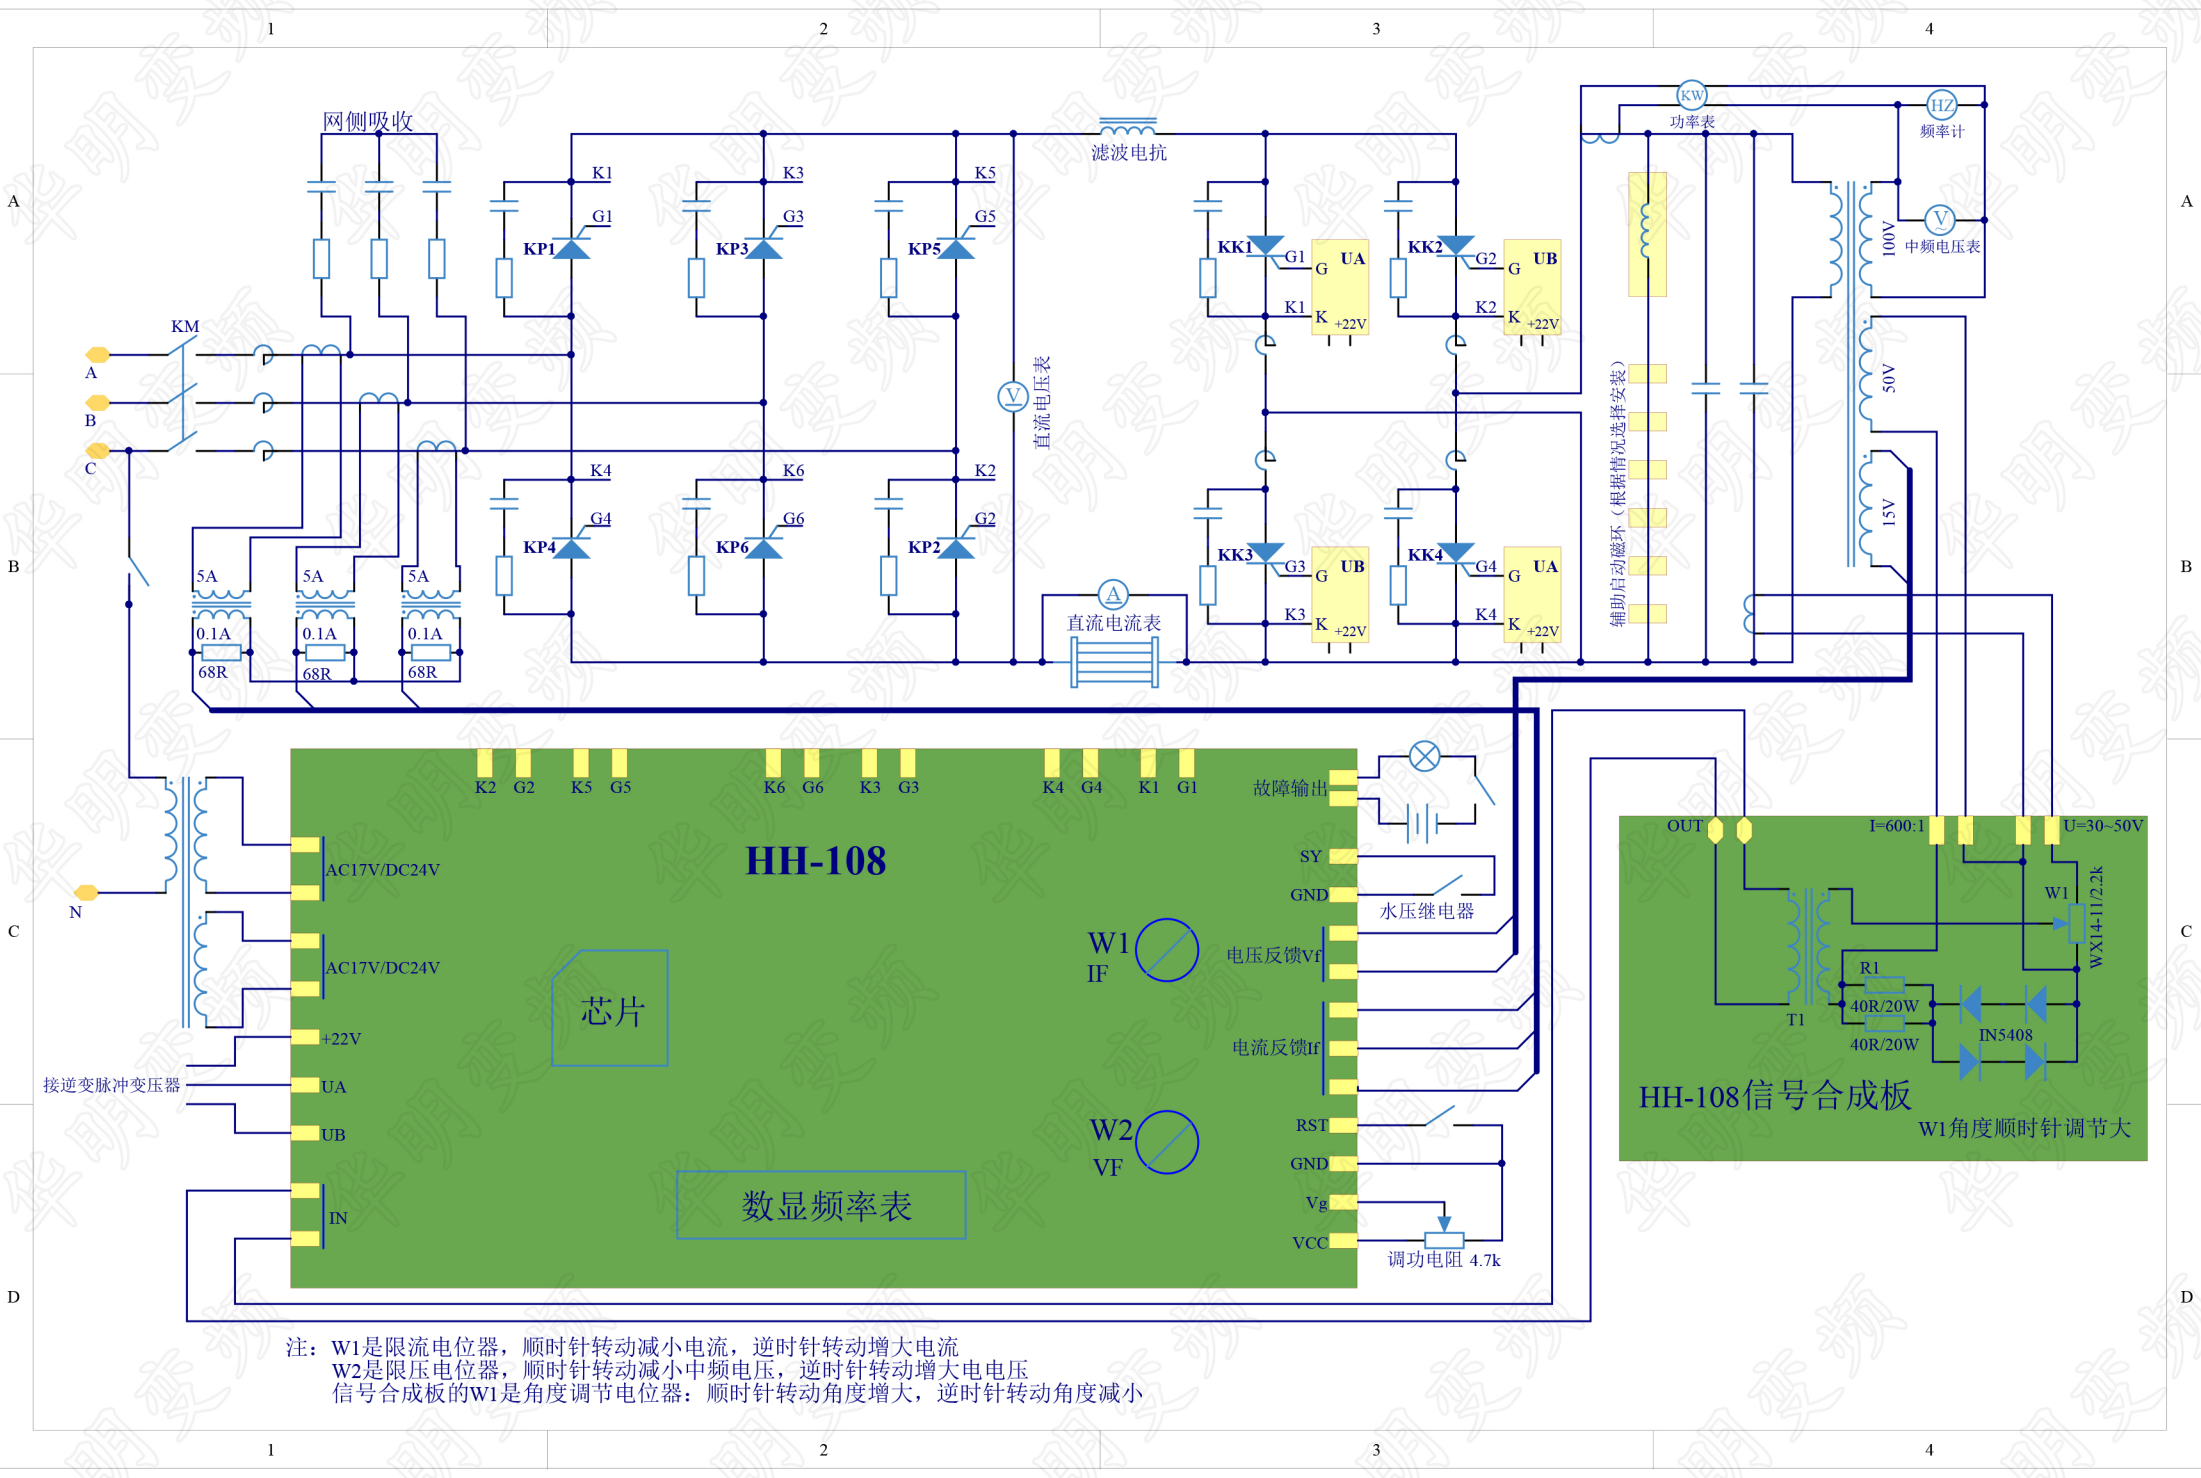 1 2 3 4
网侧吸收
KW
HZ
功率表
频率计
滤波电抗
A A
K1 K3 K5
G1 G3 G5
KP1 KP3 KP5
KK1 G1 G UA
KK2 G2 G UB
K1 K +22V
K2 K +22V
100V
V
中频电压表
KM
A
B
C
V
直流电压表
50V
15V
辅助启动磁环（根据情况选择安装）
K4 K6 K2
G4 G6 G2
KP4 KP6 KP2
KK3 G3 G UB
KK4 G4 G UA
K3 K +22V
K4 K +22V
B B
5A 5A 5A
0.1A 0.1A 0.1A
68R 68R 68R
A
直流电流表
K2 G2 K5 G5 K6 G6 K3 G3 K4 G4 K1 G1
故障输出
HH-108
AC17V/DC24V
AC17V/DC24V
+22V
UA
UB
接逆变脉冲变压器
IN
N
芯片
数显频率表
W1
IF
W2
VF
SY
GND
水压继电器
电压反馈Vf
电流反馈If
RST
GND
Vg
VCC
调功电阻 4.7k
C C
OUT
I=600:1
U=30~50V
W1
WX14-11/2.2k
R1
40R/20W
40R/20W
T1
IN5408
HH-108信号合成板
W1角度顺时针调节大
D D
注：W1是限流电位器，顺时针转动减小电流，逆时针转动增大电流
W2是限压电位器，顺时针转动减小中频电压，逆时针转动增大电电压
信号合成板的W1是角度调节电位器：顺时针转动角度增大，逆时针转动角度减小
1 2 3 4
华明变频